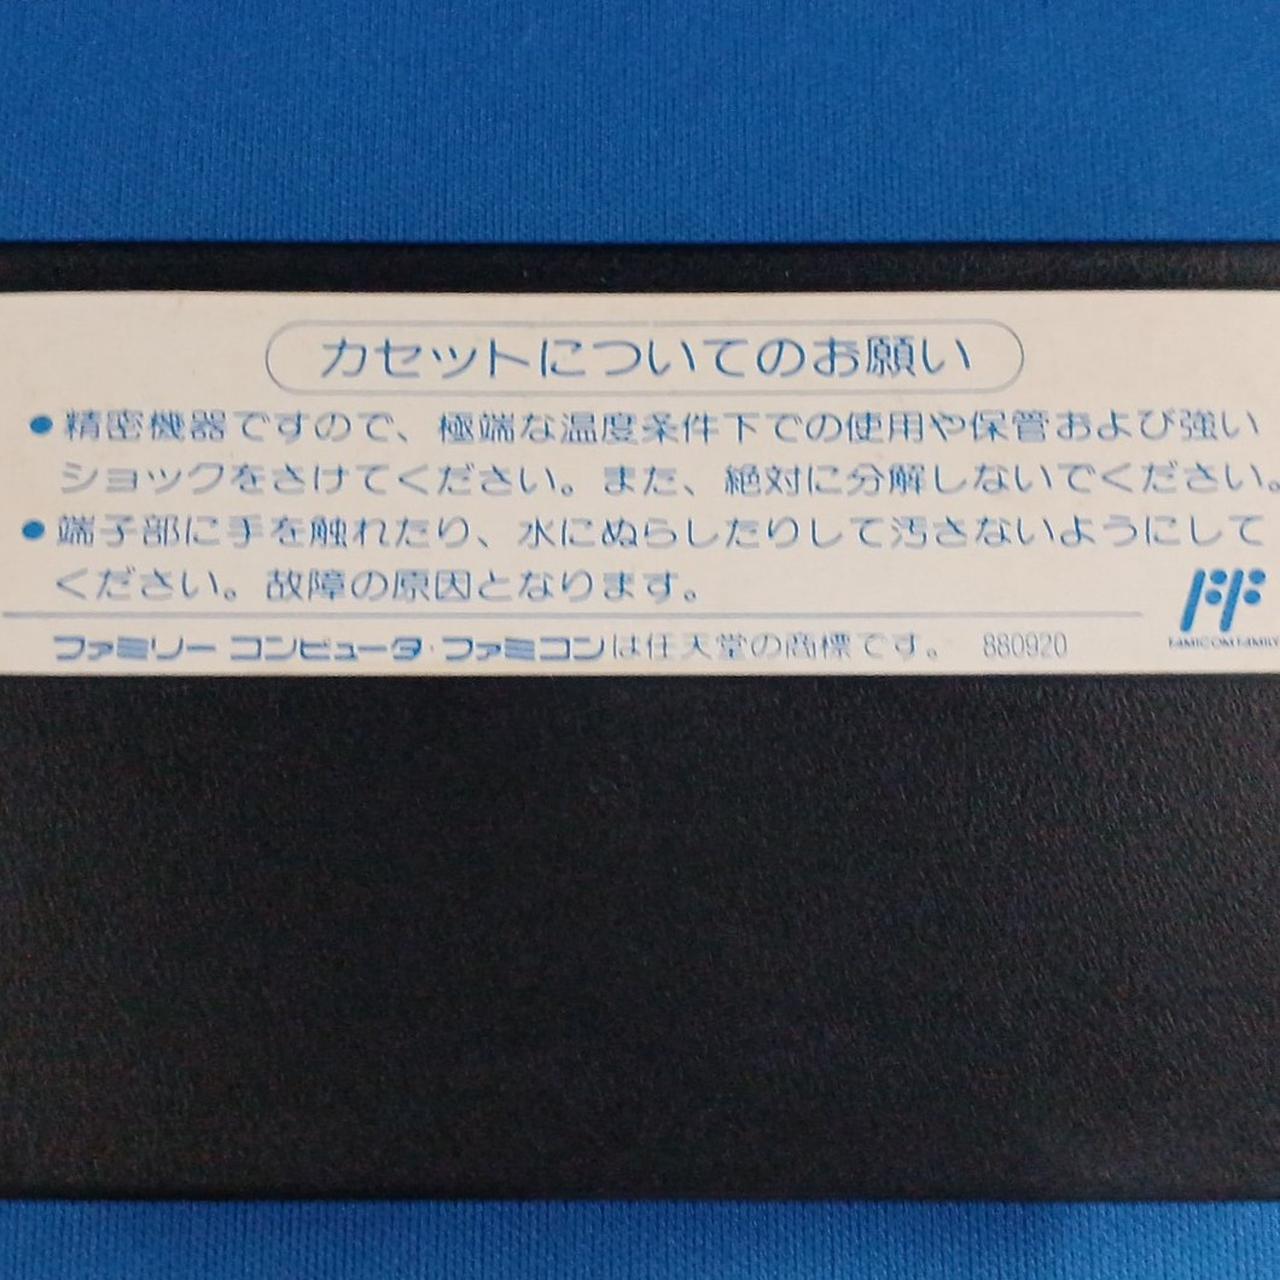 カセットについてのお願い
●精密機器ですので、極端な温度条件下での使用や保管および強い
ショックをさけてください。また、絶対に分解しないでください。
●端子部に手を触れたり、水にぬらしたりして汚さないようにして
ください。故障の原因となります。
ファミリー コンピュータ・ファミコンは任天堂の商標です。 880920
FF
FAMICOM FAMILY